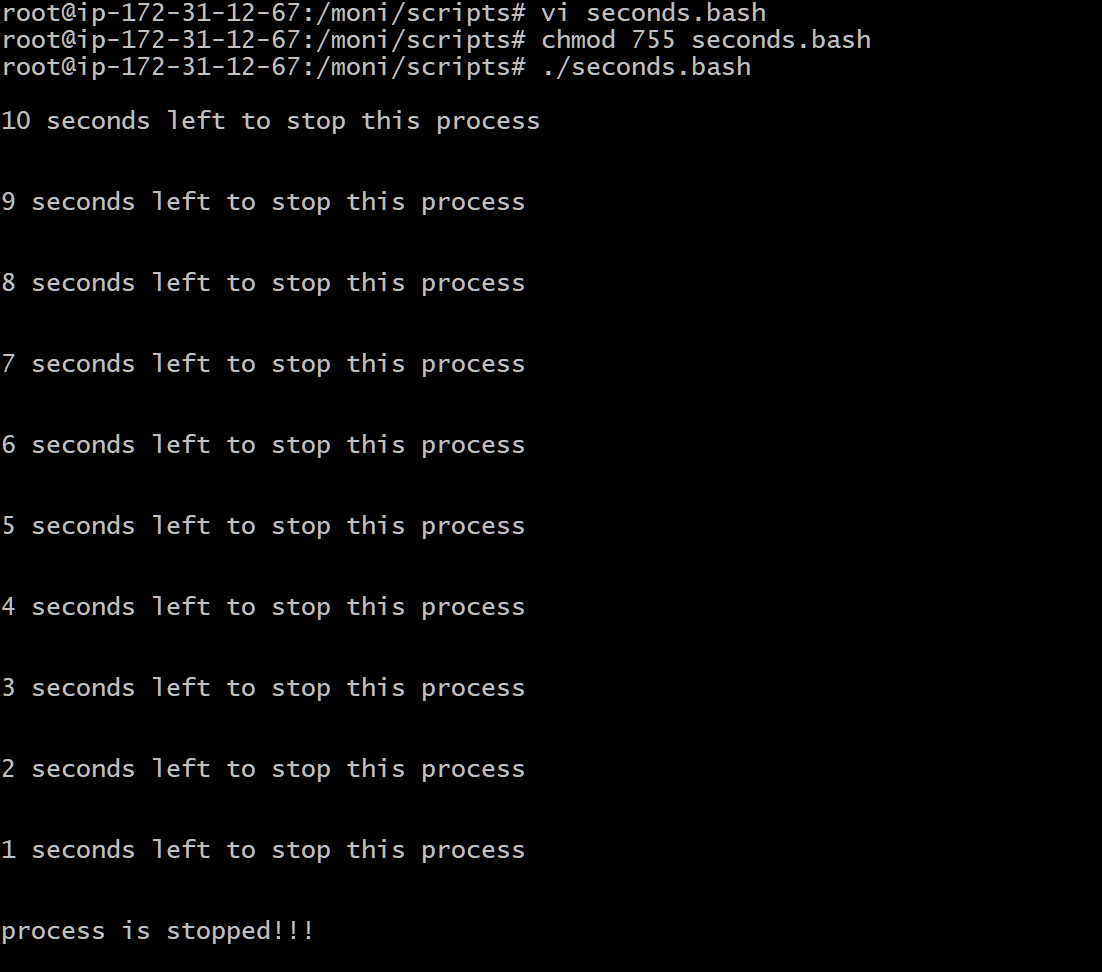 root@ip-172-31-12-67:/moni/scripts# vi seconds.bash
root@ip-172-31-12-67:/moni/scripts# chmod 755 seconds.bash
root@ip-172-31-12-67:/moni/scripts# ./seconds.bash
10 seconds left to stop this process
9 seconds left to stop this process
8 seconds left to stop this process
7 seconds left to stop this process
6 seconds left to stop this process
5 seconds left to stop this process
4 seconds left to stop this process
3 seconds left to stop this process
2 seconds left to stop this process
1 seconds left to stop this process
process is stopped!!!